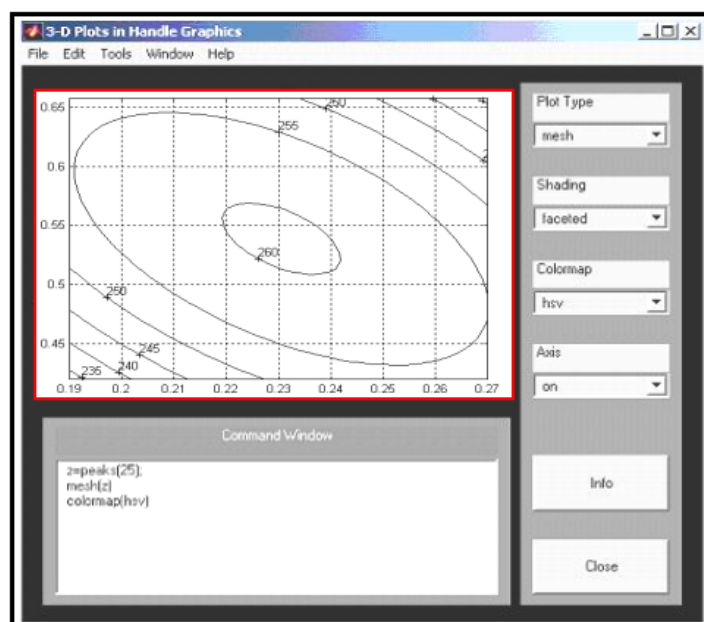 3-D Plots in Handle Graphics
File Edit Tools Window Help
0.65
0.6
0.55
0.5
0.45
0.19 0.2 0.21 0.22 0.23 0.24 0.25 0.26 0.27
250
255
260
250
245
240
235
Plot Type
mesh
Shading
faceted
Colormap
hsv
Axis
on
Info
Close
Command Window
z=peaks(25);
mesh(z)
colormap(hsv)